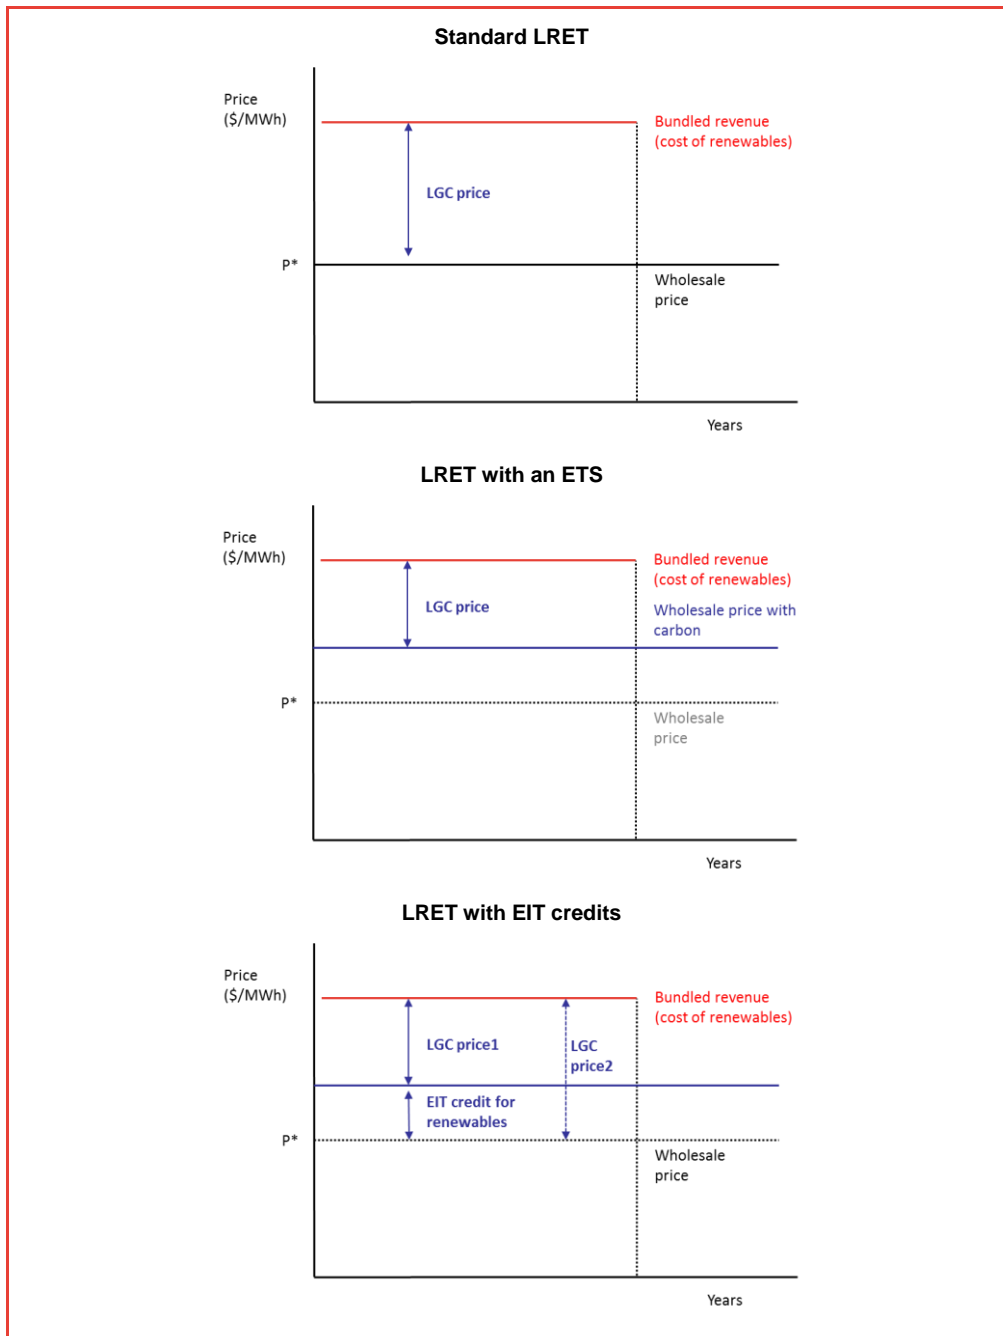 Standard LRET
Price
($/MWh)
Bundled revenue
(cost of renewables)
LGC price
P*
Wholesale
price
Years
LRET with an ETS
Price
($/MWh)
Bundled revenue
(cost of renewables)
LGC price
Wholesale price with
carbon
P*
Wholesale
price
Years
LRET with EIT credits
Price
($/MWh)
Bundled revenue
(cost of renewables)
LGC price1
LGC
price2
EIT credit for
renewables
P*
Wholesale
price
Years